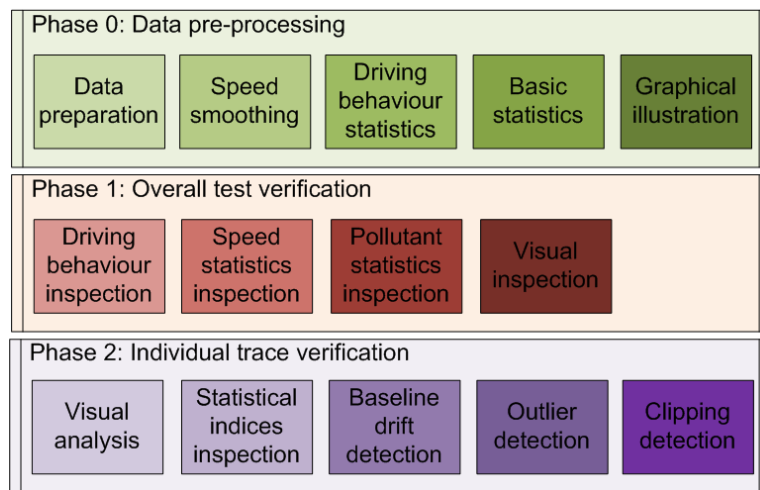 Phase 0: Data pre-processing
Data
preparation
Speed
smoothing
Driving
behaviour
statistics
Basic
statistics
Graphical
illustration
Phase 1: Overall test verification
Driving
behaviour
inspection
Speed
statistics
inspection
Pollutant
statistics
inspection
Visual
inspection
Phase 2: Individual trace verification
Visual
analysis
Statistical
indices
inspection
Baseline
drift
detection
Outlier
detection
Clipping
detection